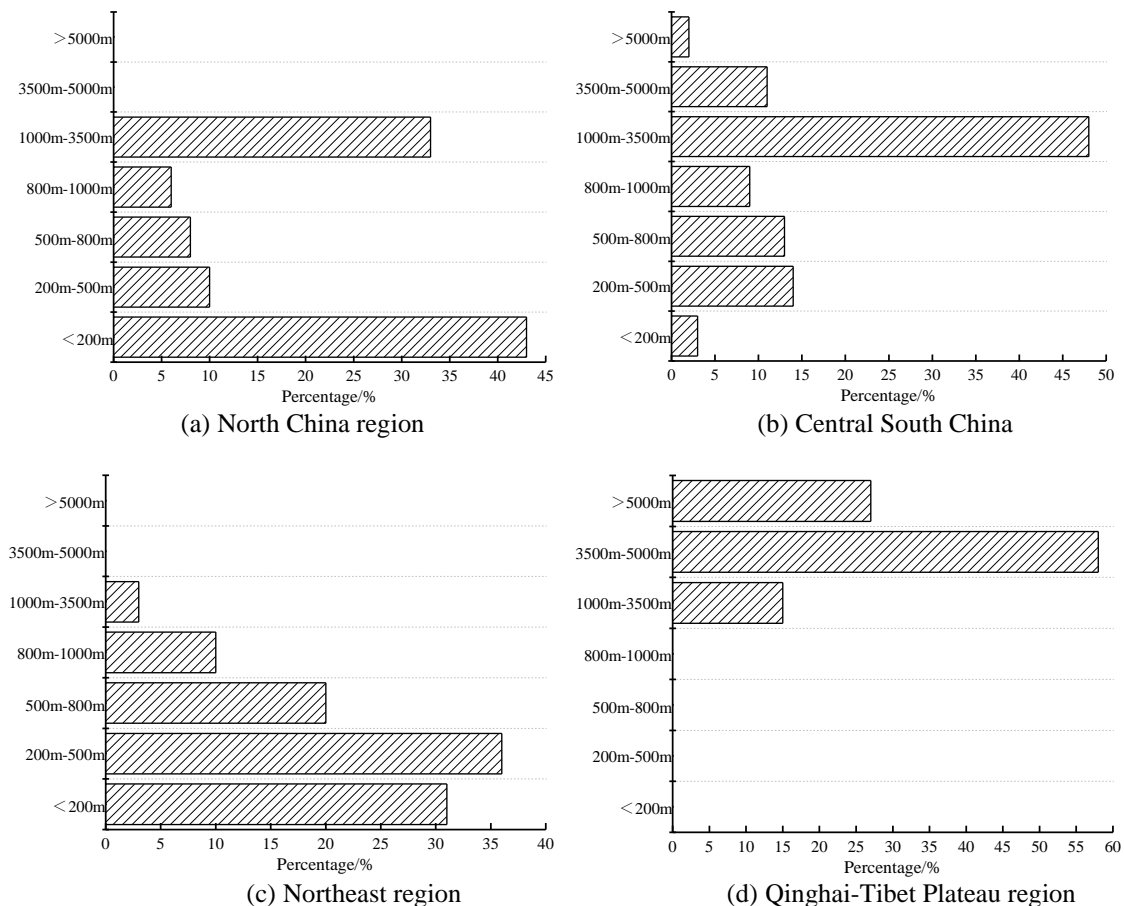 >5000m
3500m-5000m
1000m-3500m
800m-1000m
500m-800m
200m-500m
<200m
0 5 10 15 20 25 30 35 40 45
Percentage/%
(a) North China region
>5000m
3500m-5000m
1000m-3500m
800m-1000m
500m-800m
200m-500m
<200m
0 5 10 15 20 25 30 35 40 45 50
Percentage/%
(b) Central South China
>5000m
3500m-5000m
1000m-3500m
800m-1000m
500m-800m
200m-500m
<200m
0 5 10 15 20 25 30 35 40
Percentage/%
(c) Northeast region
>5000m
3500m-5000m
1000m-3500m
800m-1000m
500m-800m
200m-500m
<200m
0 5 10 15 20 25 30 35 40 45 50 55 60
Percentage/%
(d) Qinghai-Tibet Plateau region